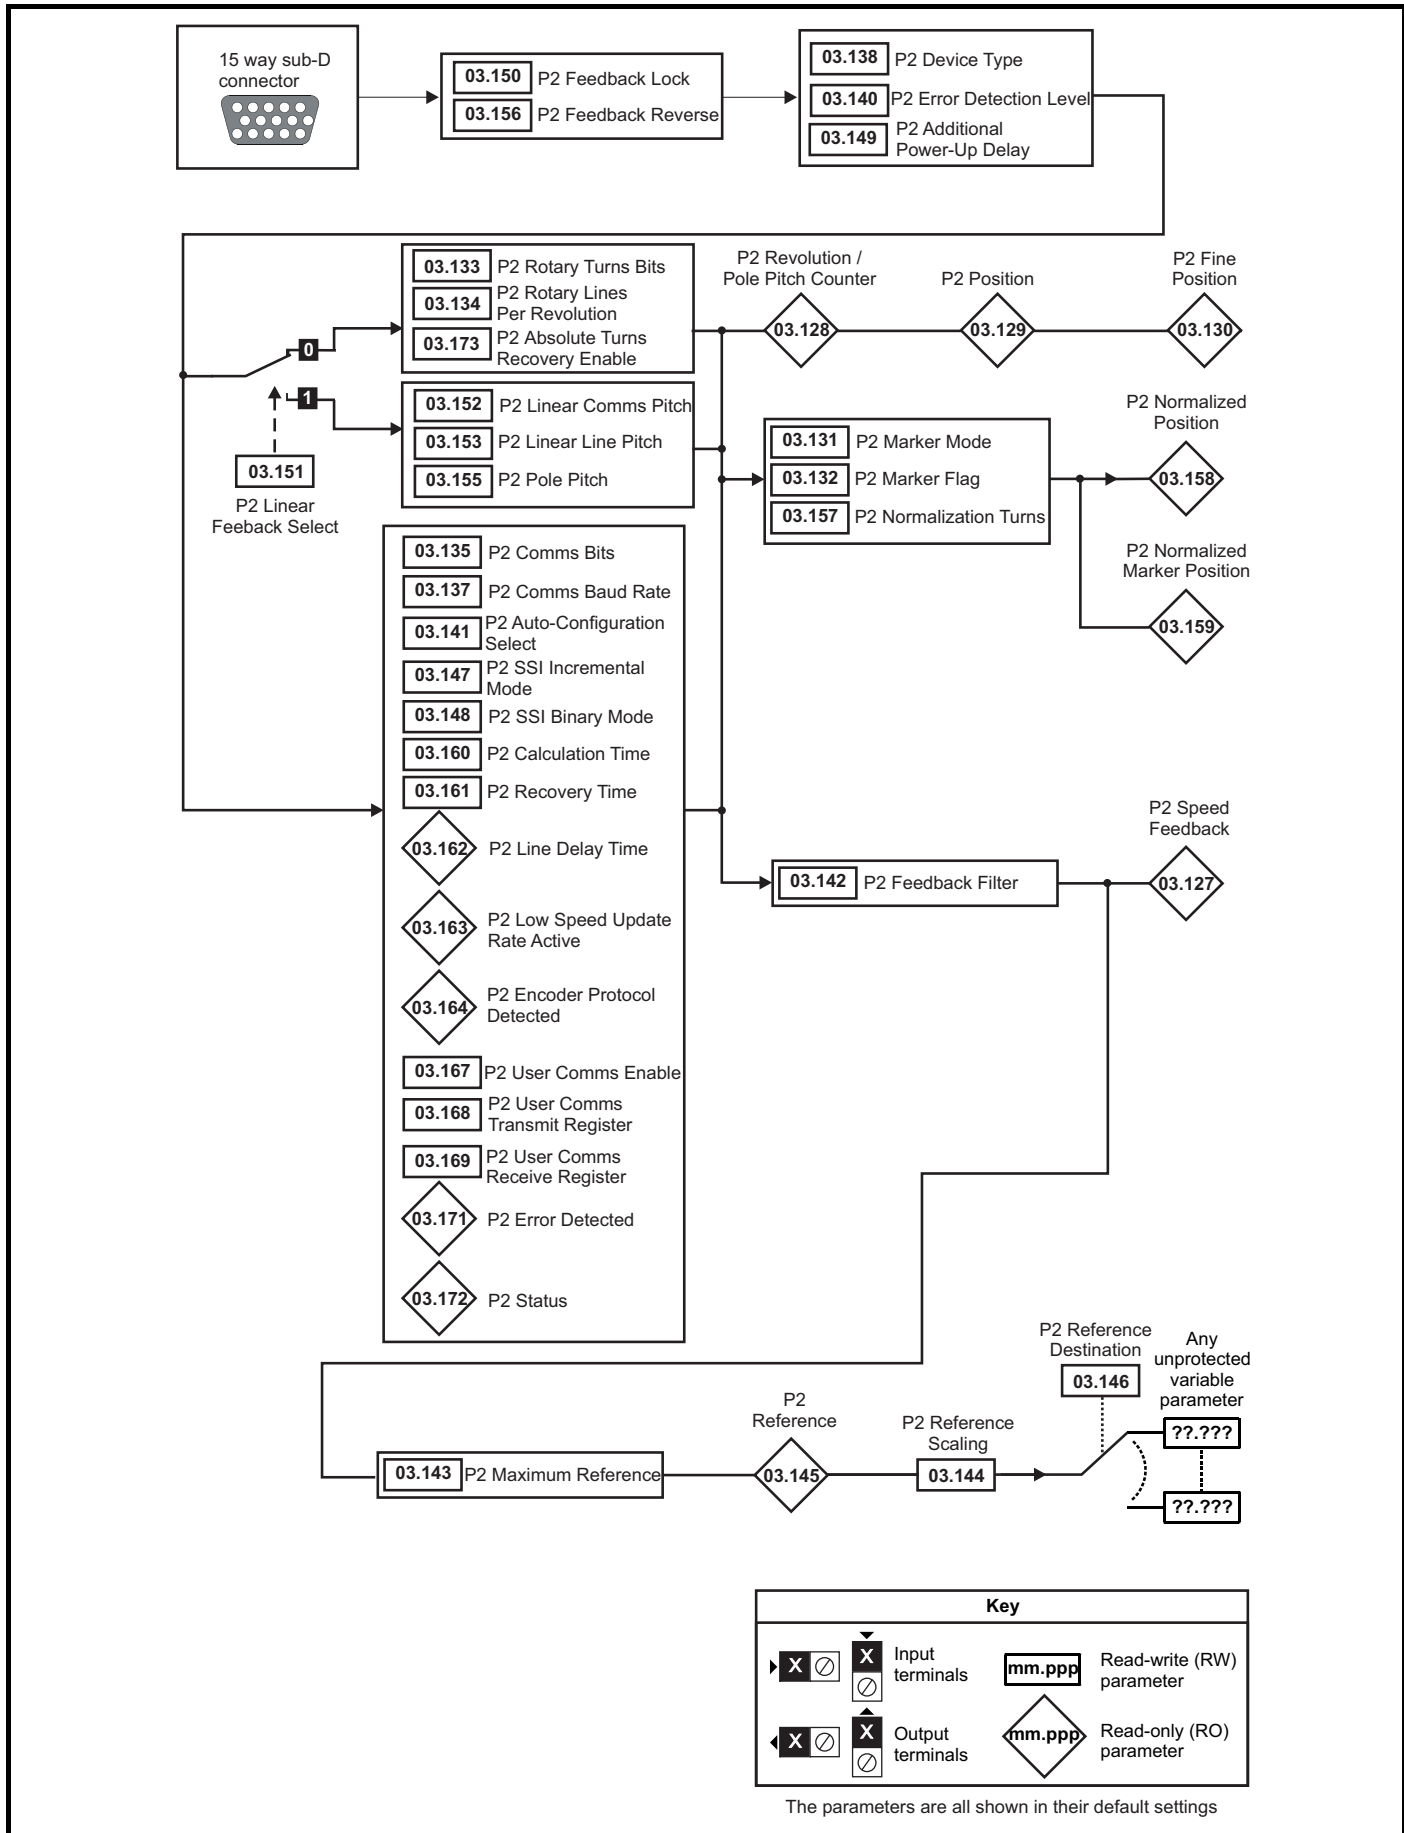 15 way sub-D
connector
03.150 P2 Feedback Lock
03.156 P2 Feedback Reverse
03.138 P2 Device Type
03.140 P2 Error Detection Level
03.149 P2 Additional
Power-Up Delay
03.133 P2 Rotary Turns Bits
03.134 P2 Rotary Lines
Per Revolution
03.173 P2 Absolute Turns
Recovery Enable
0
1
03.151
P2 Linear
Feeback Select
03.152 P2 Linear Comms Pitch
03.153 P2 Linear Line Pitch
03.155 P2 Pole Pitch
P2 Revolution /
Pole Pitch Counter
03.128
P2 Position
03.129
P2 Fine
Position
03.130
03.131 P2 Marker Mode
03.132 P2 Marker Flag
03.157 P2 Normalization Turns
P2 Normalized
Position
03.158
P2 Normalized
Marker Position
03.159
03.135 P2 Comms Bits
03.137 P2 Comms Baud Rate
03.141 P2 Auto-Configuration
Select
03.147 P2 SSI Incremental
Mode
03.148 P2 SSI Binary Mode
03.160 P2 Calculation Time
03.161 P2 Recovery Time
03.162 P2 Line Delay Time
03.163 P2 Low Speed Update
Rate Active
03.164 P2 Encoder Protocol
Detected
03.167 P2 User Comms Enable
03.168 P2 User Comms
Transmit Register
03.169 P2 User Comms
Receive Register
03.171 P2 Error Detected
03.172 P2 Status
03.142 P2 Feedback Filter
P2 Speed
Feedback
03.127
03.143 P2 Maximum Reference
P2
Reference
03.145
P2 Reference
Scaling
03.144
P2 Reference
Destination
03.146
Any
unprotected
variable
parameter
??.???
??.???
Key
X
X
Input
terminals
mm.ppp
Read-write (RW)
parameter
X
X
Output
terminals
mm.ppp
Read-only (RO)
parameter
The parameters are all shown in their default settings